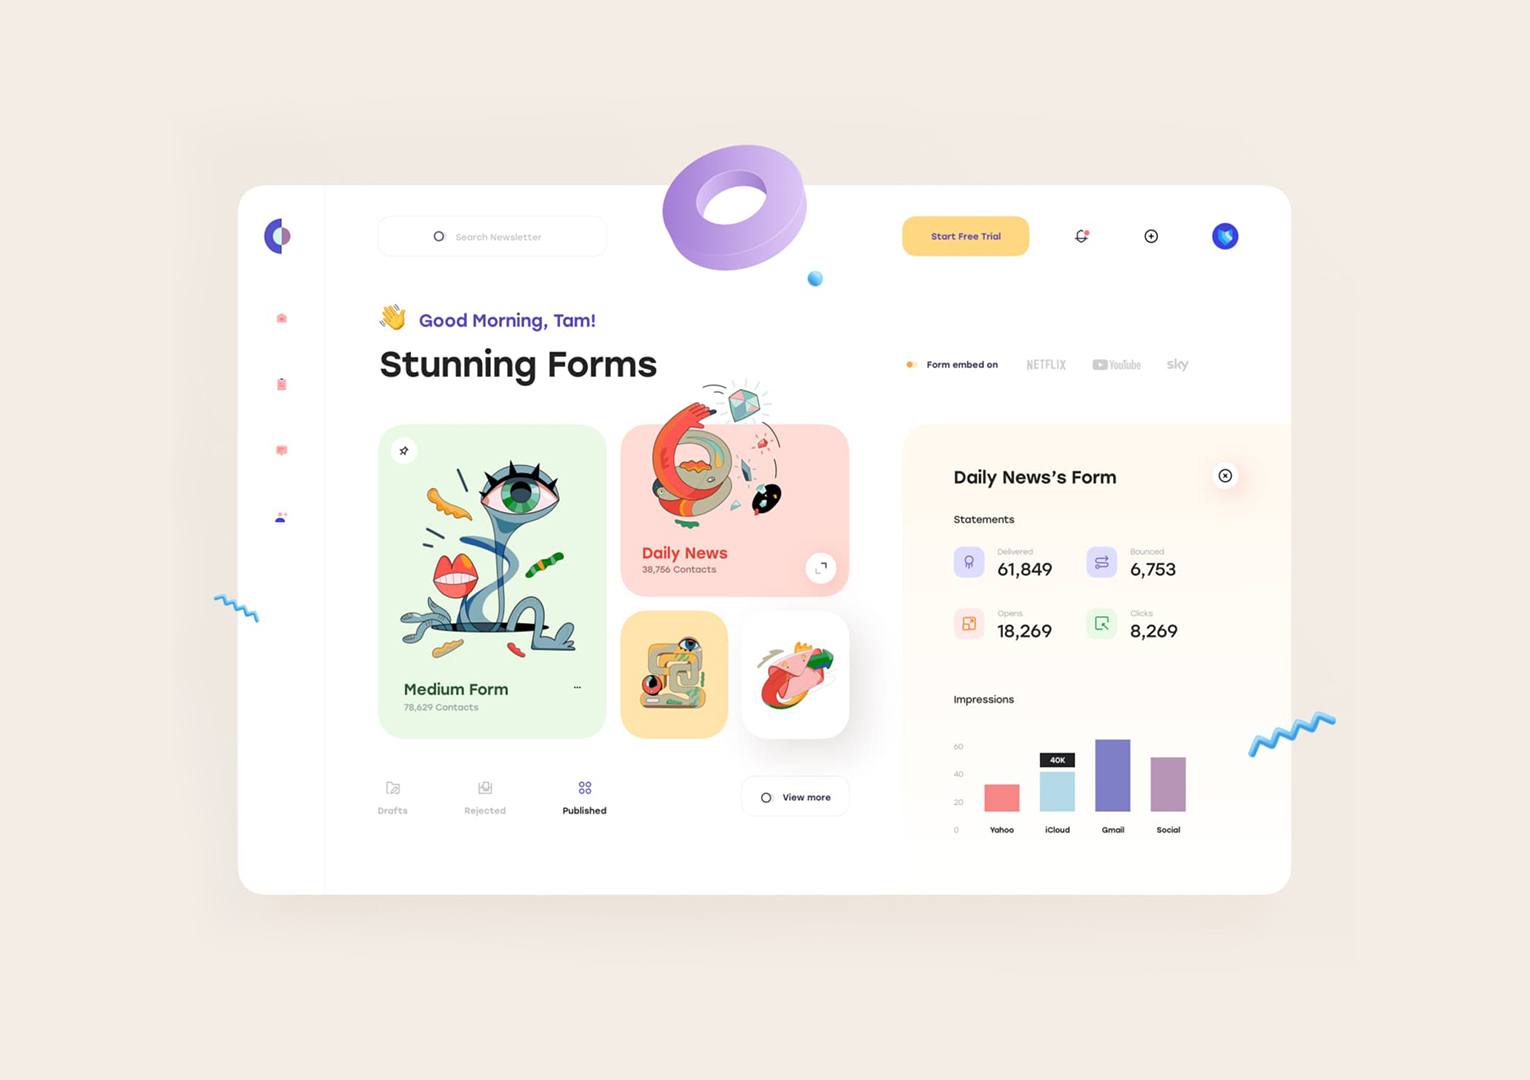 Search Newsletter
Start Free Trial
Good Morning, Tam!
Stunning Forms
Form embed on
NETFLIX
YouTube
sky
Medium Form
78,629 Contacts
Daily News
38,756 Contacts
Drafts
Rejected
Published
View more
Daily News’s Form
Statements
Delivered
61,849
Bounced
6,753
Opens
18,269
Clicks
8,269
Impressions
60
40
20
0
40K
Yahoo
iCloud
Gmail
Social